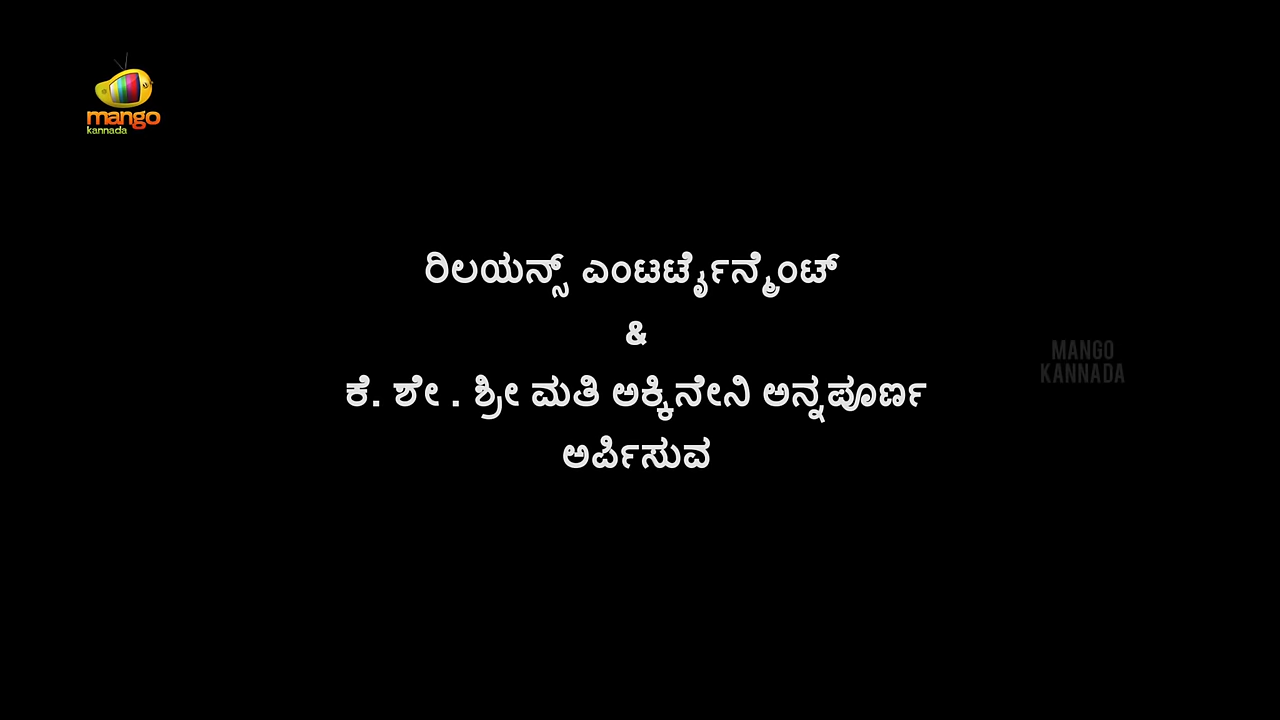 mango
kannada
ರಿಲಯನ್ಸ್ ಎಂಟರ್ಟೈನ್ಮೆಂಟ್
&
ಕೆ. ಶೇ . ಶ್ರೀ ಮತಿ ಅಕ್ಕಿನೇನಿ ಅನ್ನಪೂರ್ಣ
ಅರ್ಪಿಸುವ
MANGO
KANNADA